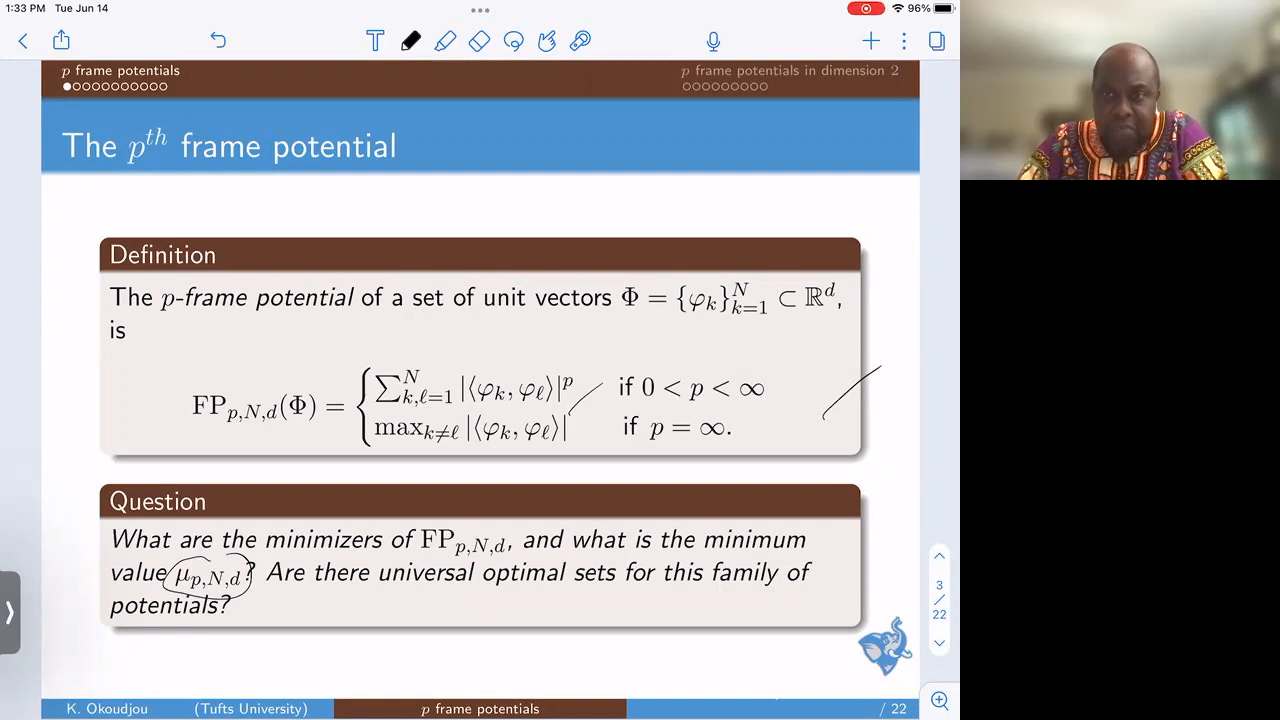 1:33 PM Tue Jun 14
96%
p frame potentials
p frame potentials in dimension 2
The p^{th} frame potential
Definition
The p-frame potential of a set of unit vectors Φ = {φ_k}_{k=1}^N ⊂ ℝ^d,
is
FP_{p,N,d}(Φ) = { ∑_{k,ℓ=1}^N |⟨φ_k, φ_ℓ⟩|^p if 0 < p < ∞
max_{k≠ℓ} |⟨φ_k, φ_ℓ⟩| if p = ∞.
Question
What are the minimizers of FP_{p,N,d}, and what is the minimum
value μ_{p,N,d}? Are there universal optimal sets for this family of
potentials?
3
/
22
K. Okoudjou (Tufts University) p frame potentials / 22